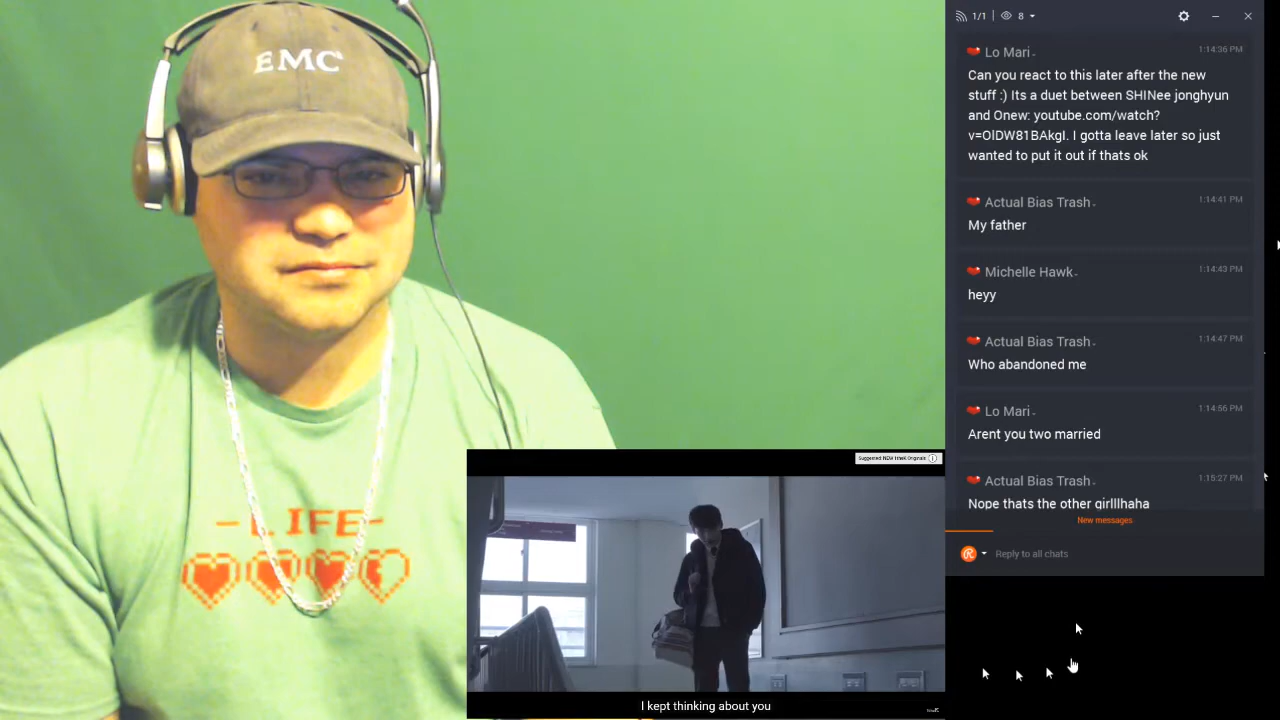 EMC
-LIFE-
1/1
8
Lo Mari
1:14:36 PM
Can you react to this later after the new
stuff :) Its a duet between SHINee jonghyun
and Onew: youtube.com/watch?
v=OlDW81BAkgI. I gotta leave later so just
wanted to put it out if thats ok
Actual Bias Trash
1:14:41 PM
My father
Michelle Hawk
1:14:43 PM
heyy
Actual Bias Trash
1:14:47 PM
Who abandoned me
Lo Mari
1:14:56 PM
Arent you two married
Actual Bias Trash
1:15:27 PM
Nope thats the other girlllhaha
New messages
Reply to all chats
Suggested: NEW 1theK Originals
I kept thinking about you